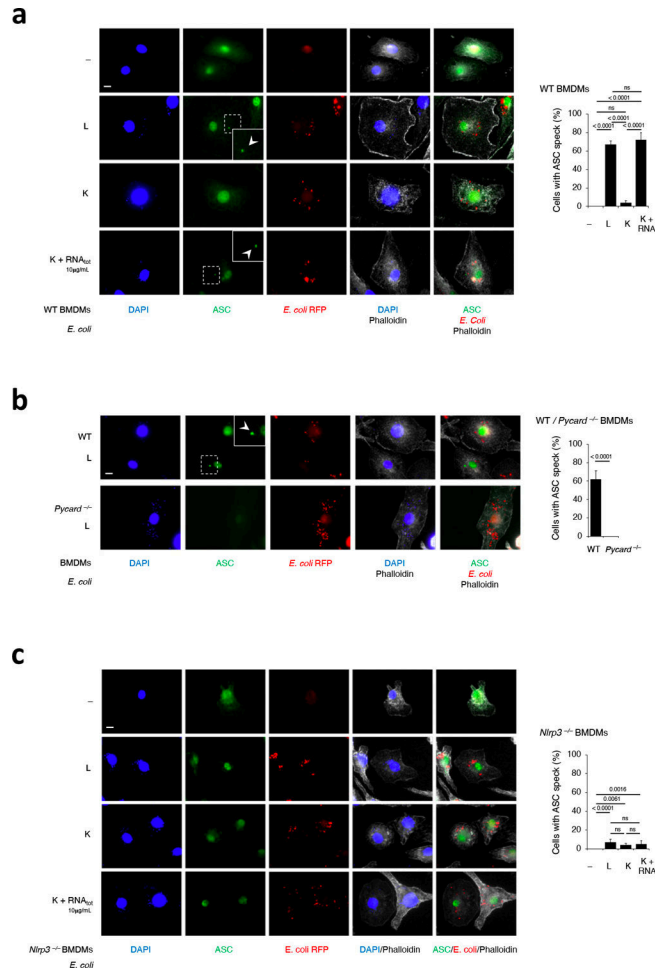 a
–
L
K
K + RNAtot
10µg/mL
WT BMDMs
E. coli
DAPI
ASC
E. coli RFP
DAPI
Phalloidin
ASC
E. Coli
Phalloidin
WT BMDMs
ns
< 0.0001
ns
< 0.0001
< 0.0001
< 0.0001
Cells with ASC speck (%)
100
80
60
40
20
0
– L K K +
RNA
b
WT
L
Pycard –/–
L
BMDMs
E. coli
DAPI
ASC
E. coli RFP
DAPI
Phalloidin
ASC
E. coli
Phalloidin
WT / Pycard –/– BMDMs
< 0.0001
Cells with ASC speck (%)
100
80
60
40
20
0
WT Pycard –/–
c
–
L
K
K + RNAtot
10µg/mL
Nlrp3 –/– BMDMs
E. coli
DAPI
ASC
E. coli RFP
DAPI/Phalloidin
ASC/E. coli/Phalloidin
Nlrp3 –/– BMDMs
0.0016
0.0061
< 0.0001
ns
ns
ns
Cells with ASC speck (%)
100
80
60
40
20
0
– L K K +
RNA